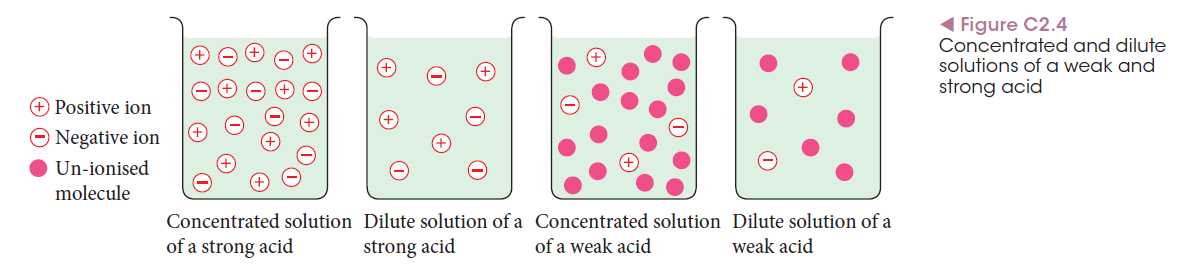 ◀ Figure C2.4
Concentrated and dilute
solutions of a weak and
strong acid
+ Positive ion
− Negative ion
Un-ionised
molecule
Concentrated solution
of a strong acid
Dilute solution of a
strong acid
Concentrated solution
of a weak acid
Dilute solution of a
weak acid